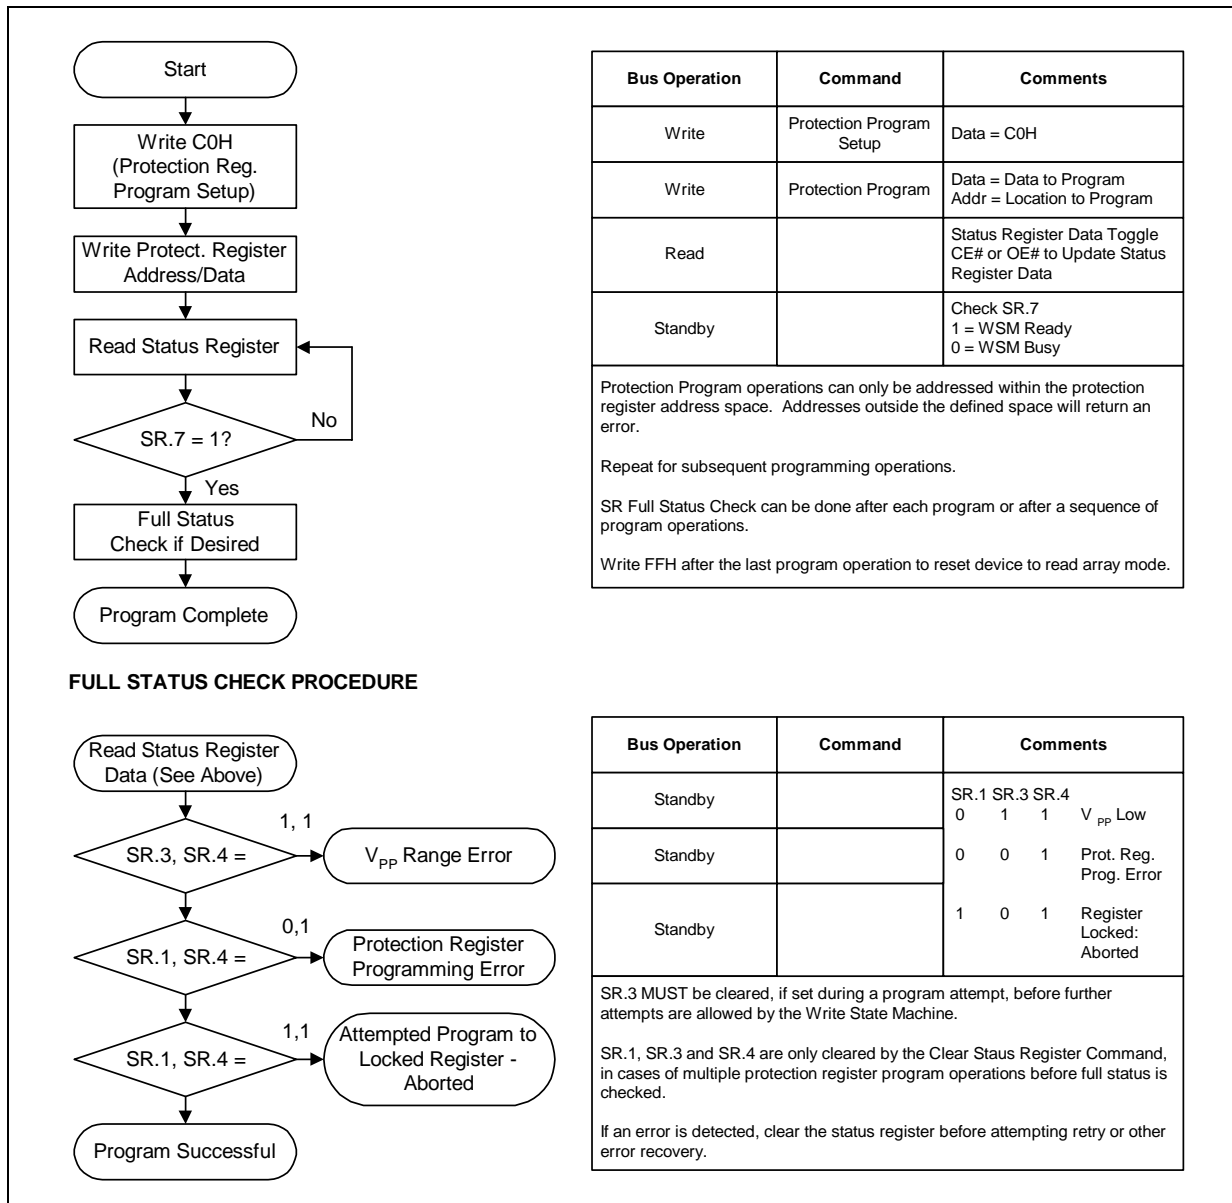 Start
Write C0H
(Protection Reg.
Program Setup)
Write Protect. Register
Address/Data
Read Status Register
No
SR.7 = 1?
Yes
Full Status
Check if Desired
Program Complete
Bus Operation Command Comments
Write Protection Program
Setup Data = C0H
Write Protection Program Data = Data to Program
Addr = Location to Program
Read Status Register Data Toggle
CE# or OE# to Update Status
Register Data
Standby Check SR.7
1 = WSM Ready
0 = WSM Busy
Protection Program operations can only be addressed within the protection
register address space. Addresses outside the defined space will return an
error.
Repeat for subsequent programming operations.
SR Full Status Check can be done after each program or after a sequence of
program operations.
Write FFH after the last program operation to reset device to read array mode.
FULL STATUS CHECK PROCEDURE
Read Status Register
Data (See Above)
1, 1
SR.3, SR.4 =
VPP Range Error
0,1
SR.1, SR.4 =
Protection Register
Programming Error
1,1
SR.1, SR.4 =
Attempted Program to
Locked Register -
Aborted
Program Successful
Bus Operation Command Comments
Standby SR.1 SR.3 SR.4
0 1 1 V PP Low
Standby 0 0 1 Prot. Reg.
Prog. Error
Standby 1 0 1 Register
Locked:
Aborted
SR.3 MUST be cleared, if set during a program attempt, before further
attempts are allowed by the Write State Machine.
SR.1, SR.3 and SR.4 are only cleared by the Clear Staus Register Command,
in cases of multiple protection register program operations before full status is
checked.
If an error is detected, clear the status register before attempting retry or other
error recovery.